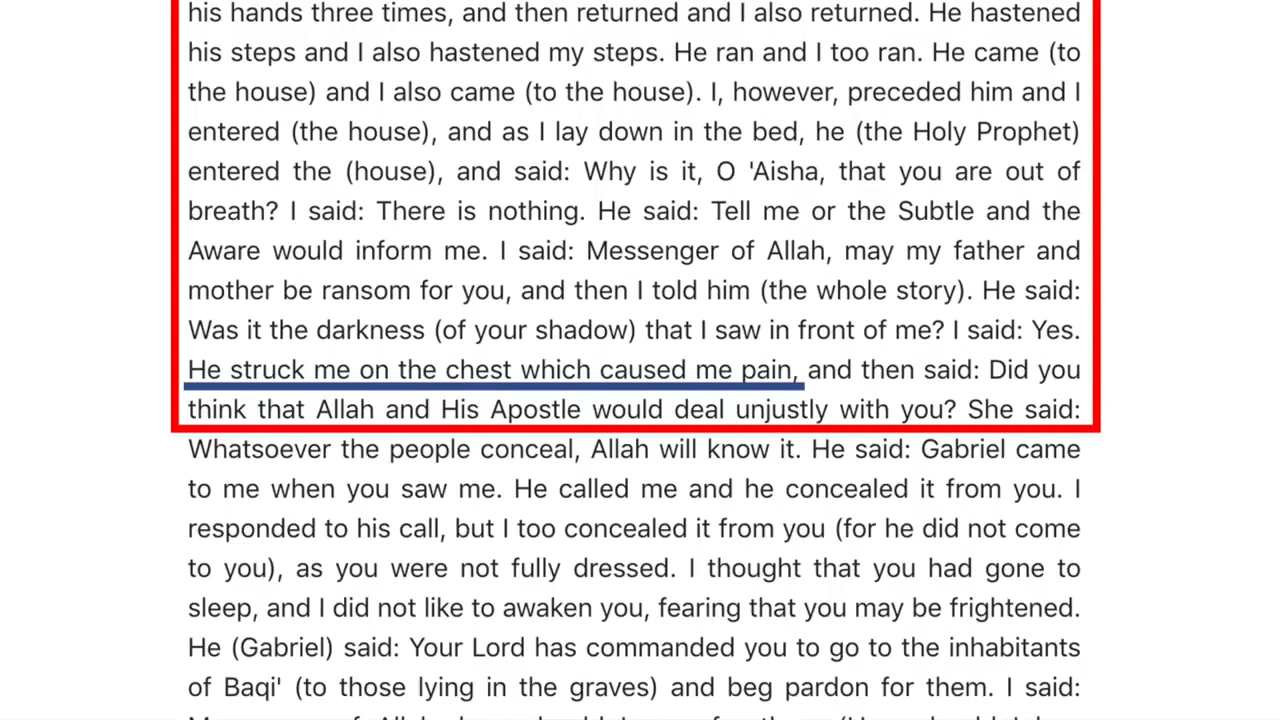 his hands three times, and then returned and I also returned. He hastened
his steps and I also hastened my steps. He ran and I too ran. He came (to
the house) and I also came (to the house). I, however, preceded him and I
entered (the house), and as I lay down in the bed, he (the Holy Prophet)
entered the (house), and said: Why is it, O 'Aisha, that you are out of
breath? I said: There is nothing. He said: Tell me or the Subtle and the
Aware would inform me. I said: Messenger of Allah, may my father and
mother be ransom for you, and then I told him (the whole story). He said:
Was it the darkness (of your shadow) that I saw in front of me? I said: Yes.
He struck me on the chest which caused me pain, and then said: Did you
think that Allah and His Apostle would deal unjustly with you? She said:
Whatsoever the people conceal, Allah will know it. He said: Gabriel came
to me when you saw me. He called me and he concealed it from you. I
responded to his call, but I too concealed it from you (for he did not come
to you), as you were not fully dressed. I thought that you had gone to
sleep, and I did not like to awaken you, fearing that you may be frightened.
He (Gabriel) said: Your Lord has commanded you to go to the inhabitants
of Baqi' (to those lying in the graves) and beg pardon for them. I said: